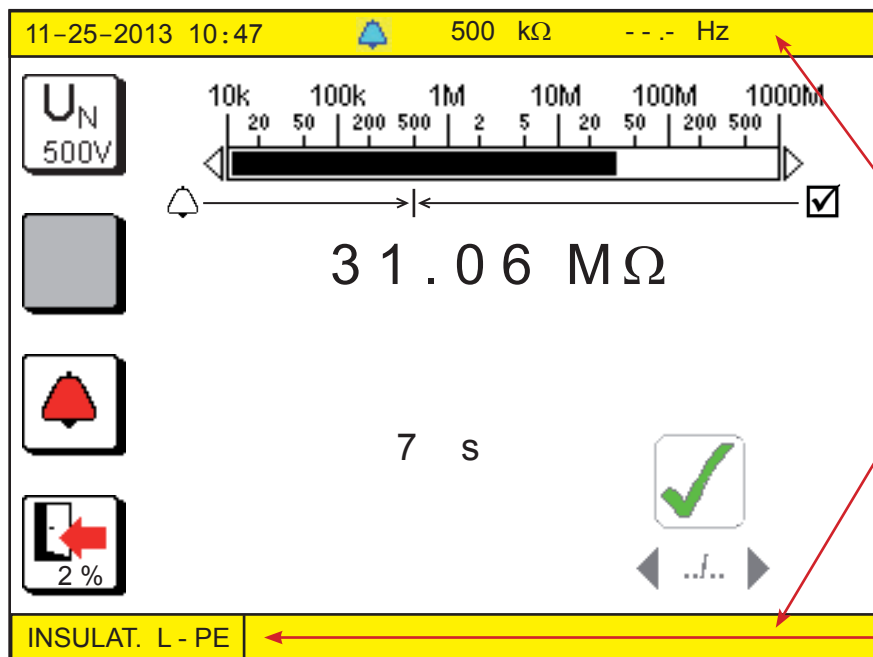 11-25-2013 10:47 500 kΩ - - .- Hz
UN
500V
10k 100k 1M 10M 100M 1000M
20 50 200 500 2 5 20 50 200 500
31.06 MΩ
7 s
2 %
../..
INSULAT. L - PE